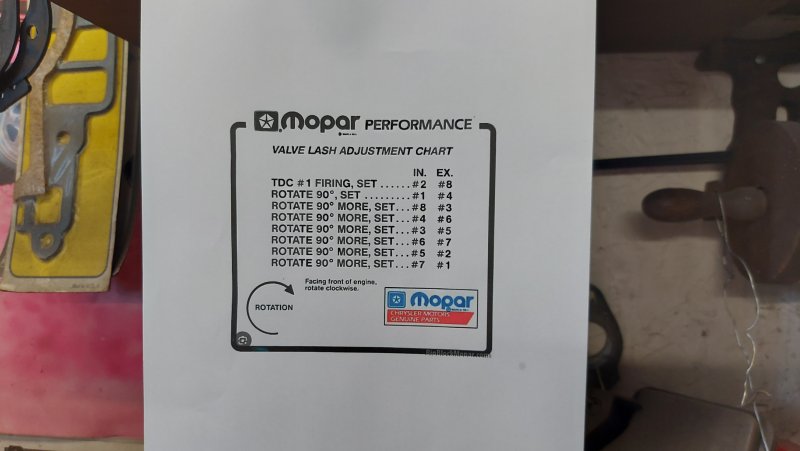 Mopar PERFORMANCE
VALVE LASH ADJUSTMENT CHART
IN. EX.
TDC #1 FIRING, SET ...... #2 #8
ROTATE 90°, SET ......... #1 #4
ROTATE 90° MORE, SET... #8 #3
ROTATE 90° MORE, SET... #4 #6
ROTATE 90° MORE, SET... #3 #5
ROTATE 90° MORE, SET... #6 #7
ROTATE 90° MORE, SET... #5 #2
ROTATE 90° MORE, SET... #7 #1
Facing front of engine,
rotate clockwise.
ROTATION
Mopar
CHRYSLER MOTORS
GENUINE PARTS